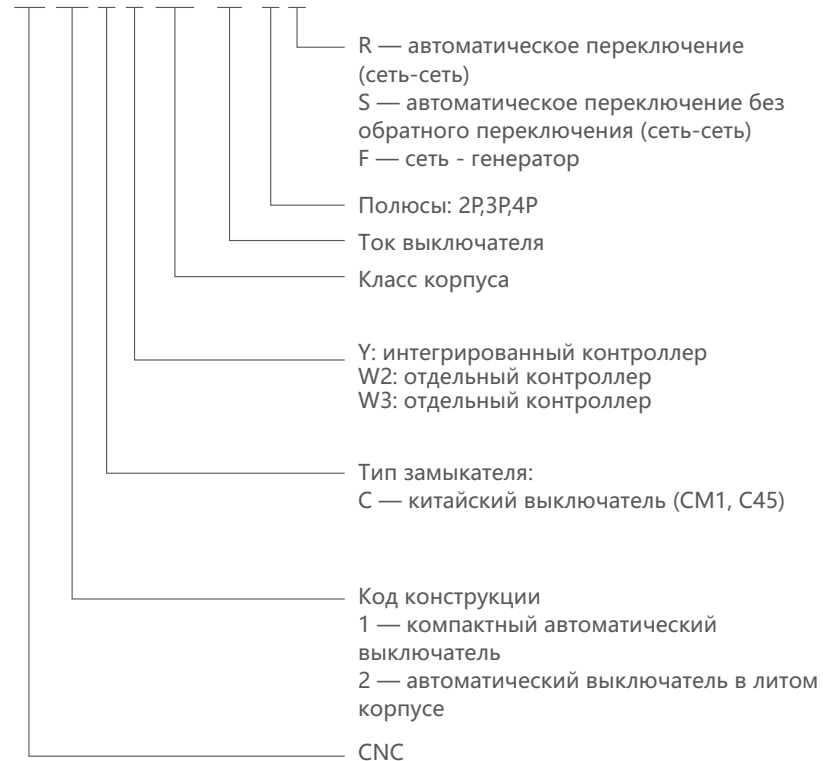 R — автоматическое переключение
(сеть-сеть)
S — автоматическое переключение без
обратного переключения (сеть-сеть)
F — сеть - генератор
Полюсы: 2P,3P,4P
Ток выключателя
Класс корпуса
Y: интегрированный контроллер
W2: отдельный контроллер
W3: отдельный контроллер
Тип замыкателя:
C — китайский выключатель (CM1, C45)
Код конструкции
1 — компактный автоматический
выключатель
2 — автоматический выключатель в литом
корпусе
CNC